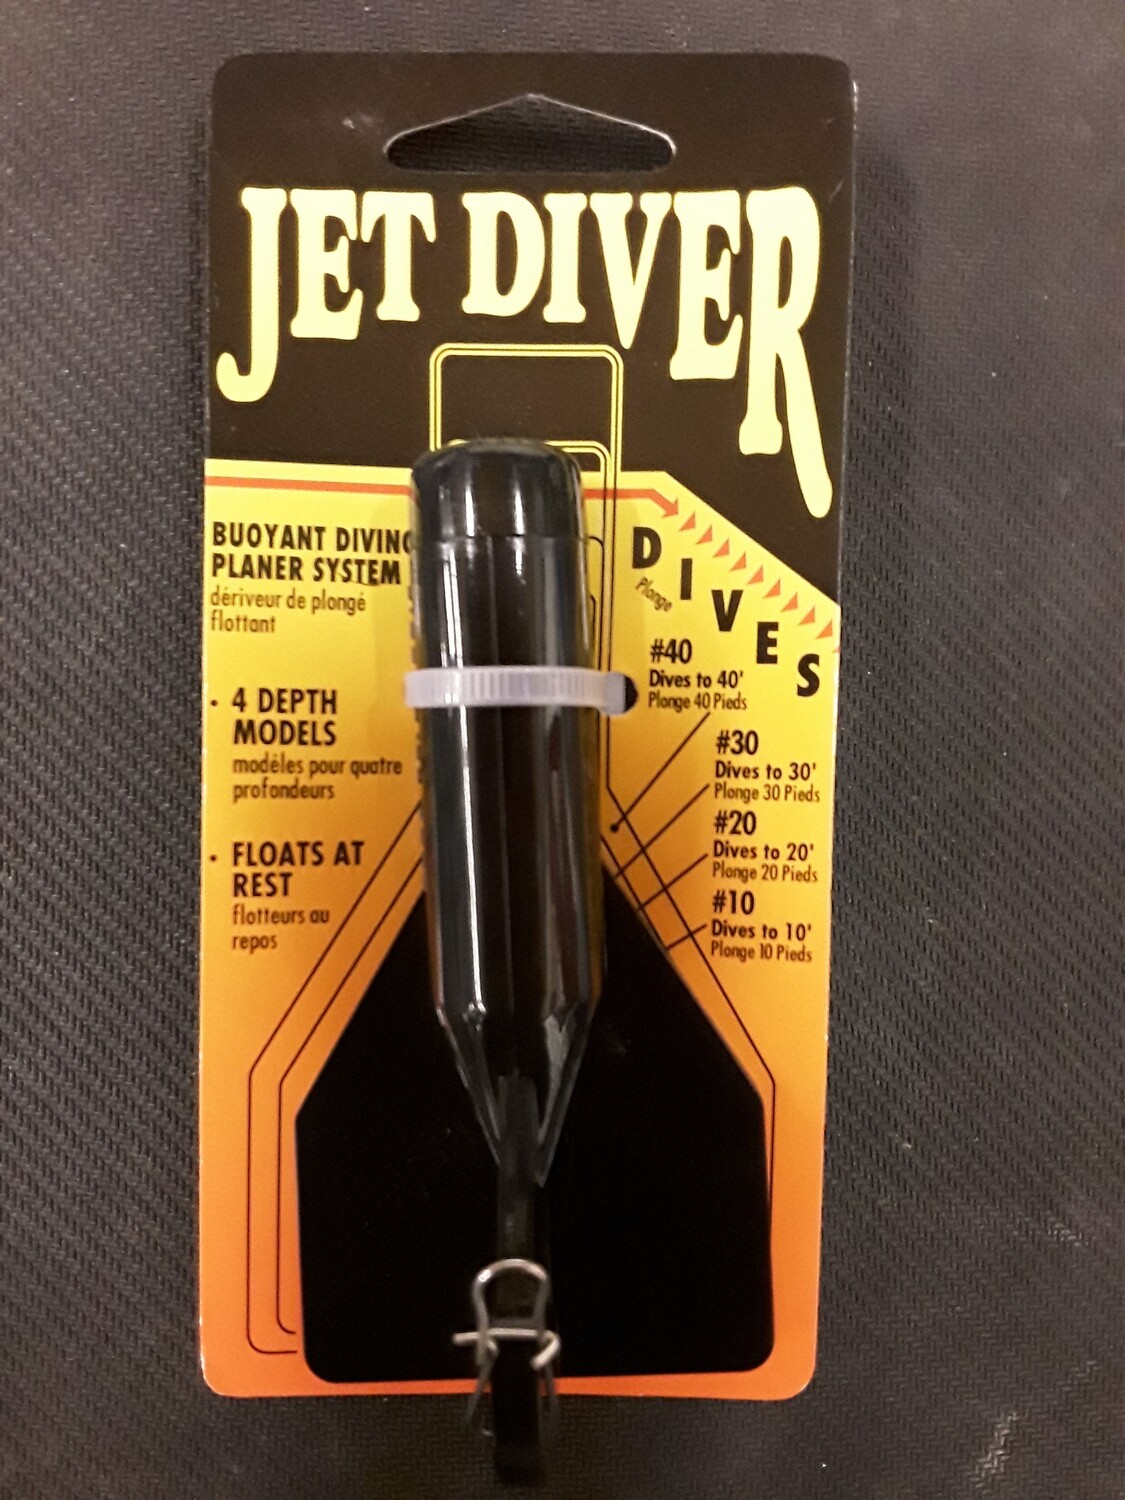 JET DIVER
BUOYANT DIVING
PLANER SYSTEM
dériveur de plongé
flottant
· 4 DEPTH
MODELS
modèles pour quatre
profondeurs
· FLOATS AT
REST
flotteurs au
repos
DIVES
Plonge
#40
Dives to 40'
Plonge 40 Pieds
#30
Dives to 30'
Plonge 30 Pieds
#20
Dives to 20'
Plonge 20 Pieds
#10
Dives to 10'
Plonge 10 Pieds